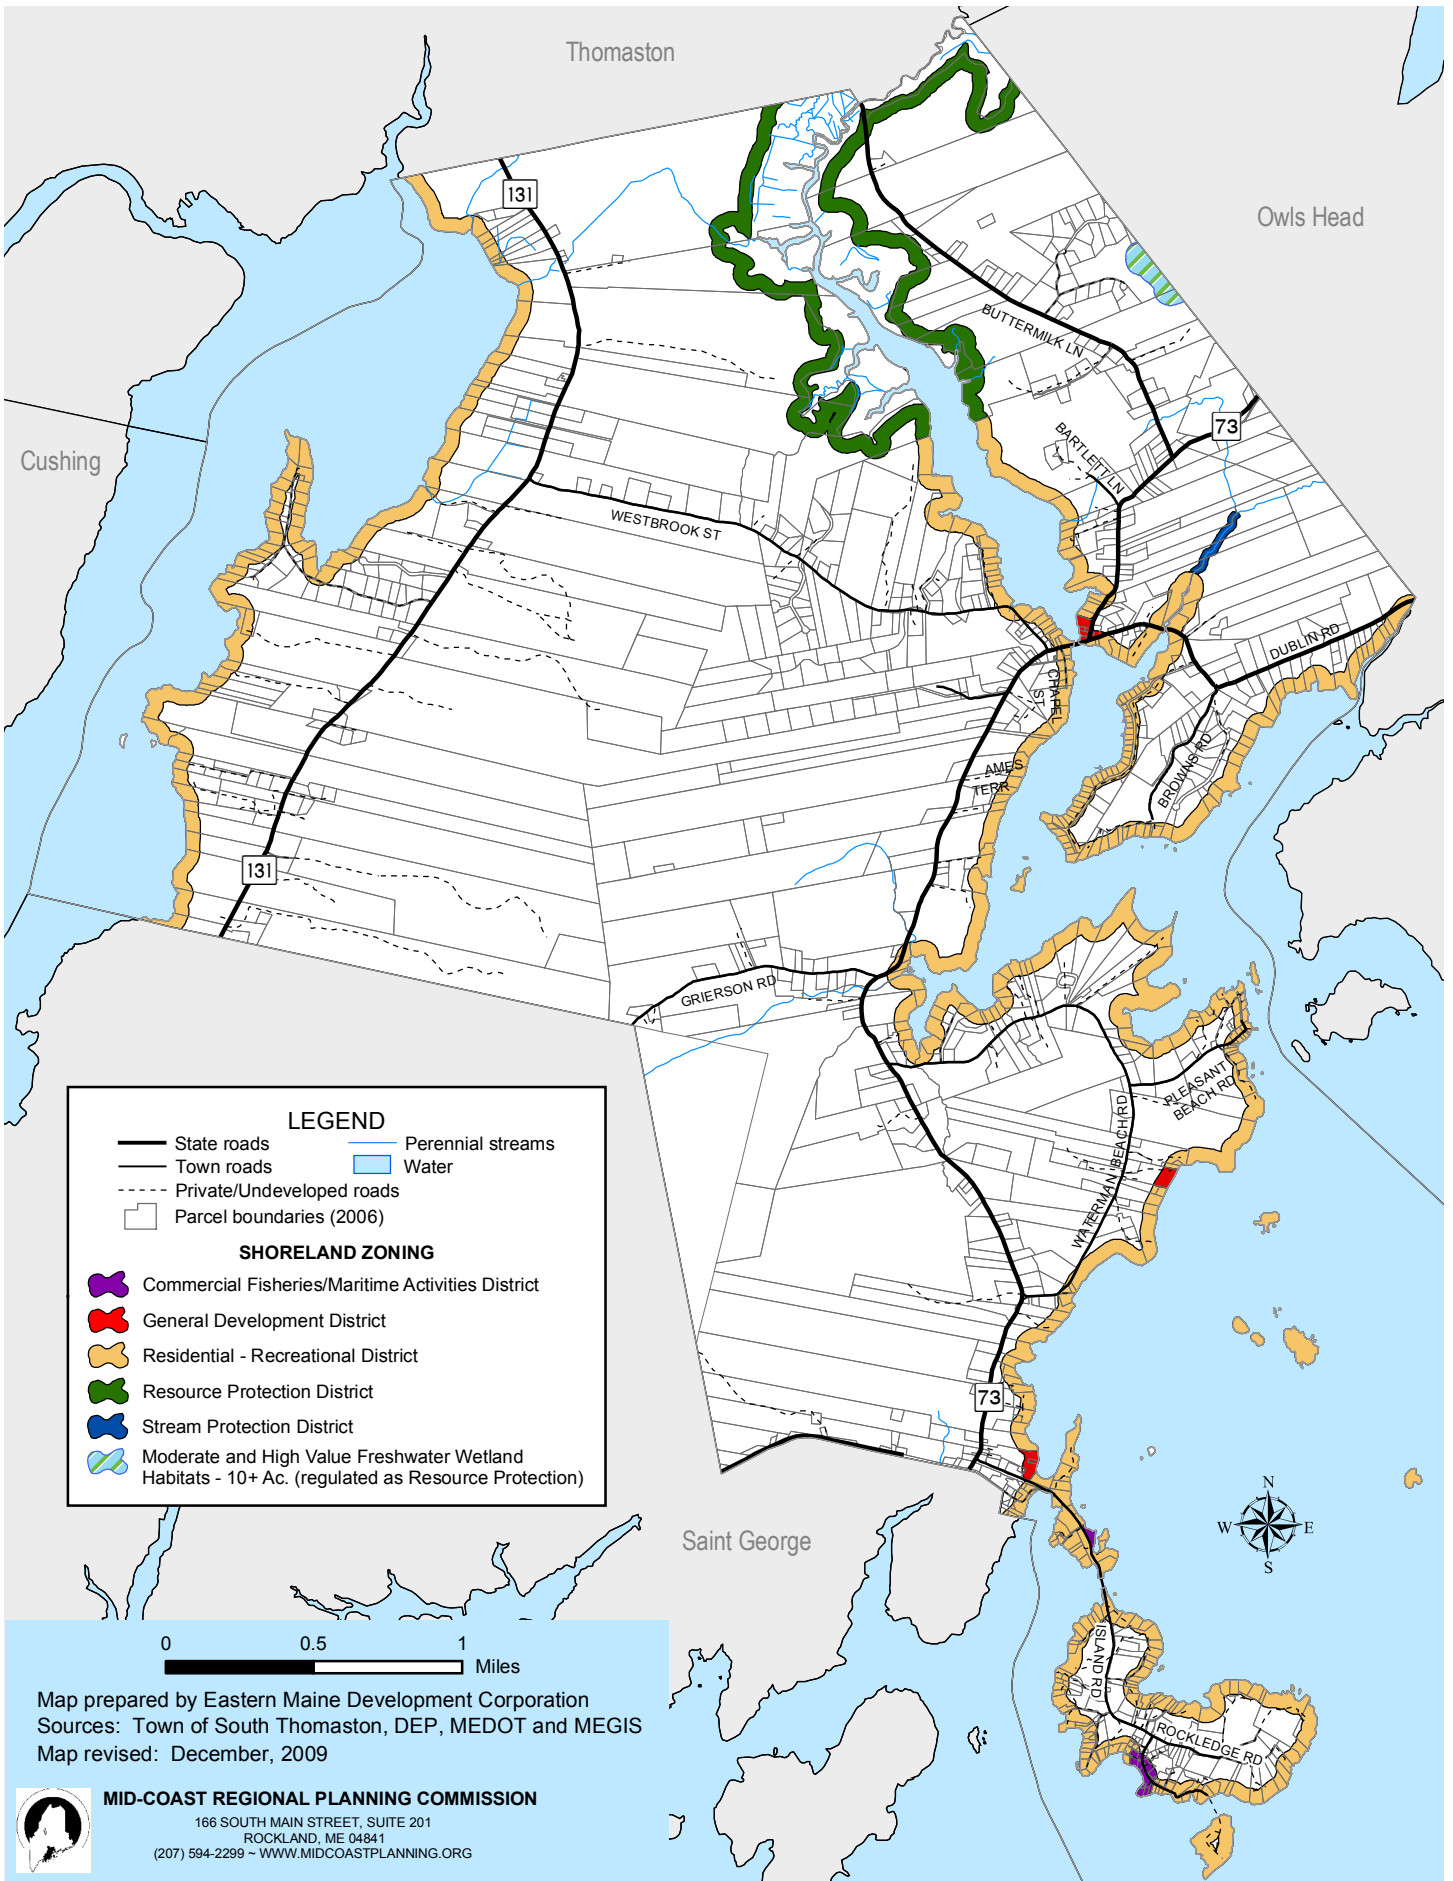 Thomaston
Owls Head
Cushing
Saint George
131
BUTTERMILK LN
73
BARTLETT LN
WESTBROOK ST
DUBLIN RD
CHAPEL
ST
BROWNS RD
AMES
TERR
131
GRIERSON RD
PLEASANT
BEACH RD
WATERMAN BEACH RD
73
ISLAND RD
ROCKLEDGE RD
N
W
E
S
LEGEND
State roads
Perennial streams
Town roads
Water
Private/Undeveloped roads
Parcel boundaries (2006)
SHORELAND ZONING
Commercial Fisheries/Maritime Activities District
General Development District
Residential - Recreational District
Resource Protection District
Stream Protection District
Moderate and High Value Freshwater Wetland
Habitats - 10+ Ac. (regulated as Resource Protection)
0 0.5 1
Miles
Map prepared by Eastern Maine Development Corporation
Sources: Town of South Thomaston, DEP, MEDOT and MEGIS
Map revised: December, 2009
MID-COAST REGIONAL PLANNING COMMISSION
166 SOUTH MAIN STREET, SUITE 201
ROCKLAND, ME 04841
(207) 594-2299 ~ WWW.MIDCOASTPLANNING.ORG